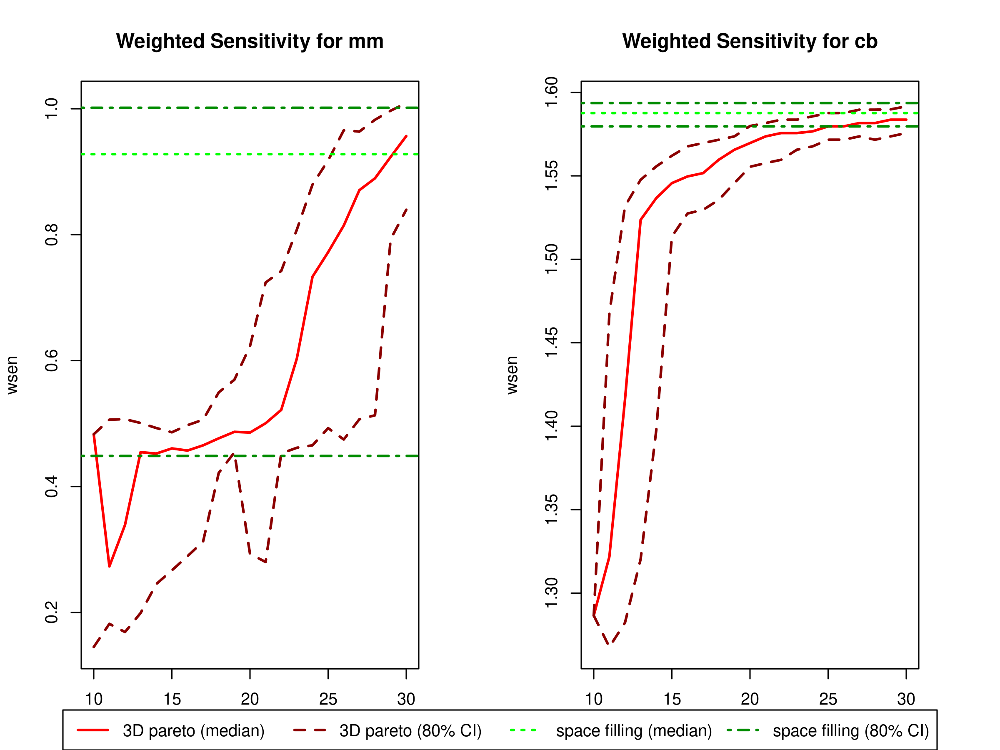 Weighted Sensitivity for mm
wsen
1.0
0.8
0.6
0.4
0.2
10 15 20 25 30
Weighted Sensitivity for cb
wsen
1.60
1.55
1.50
1.45
1.40
1.35
1.30
10 15 20 25 30
3D pareto (median) 3D pareto (80% CI) space filling (median) space filling (80% CI)